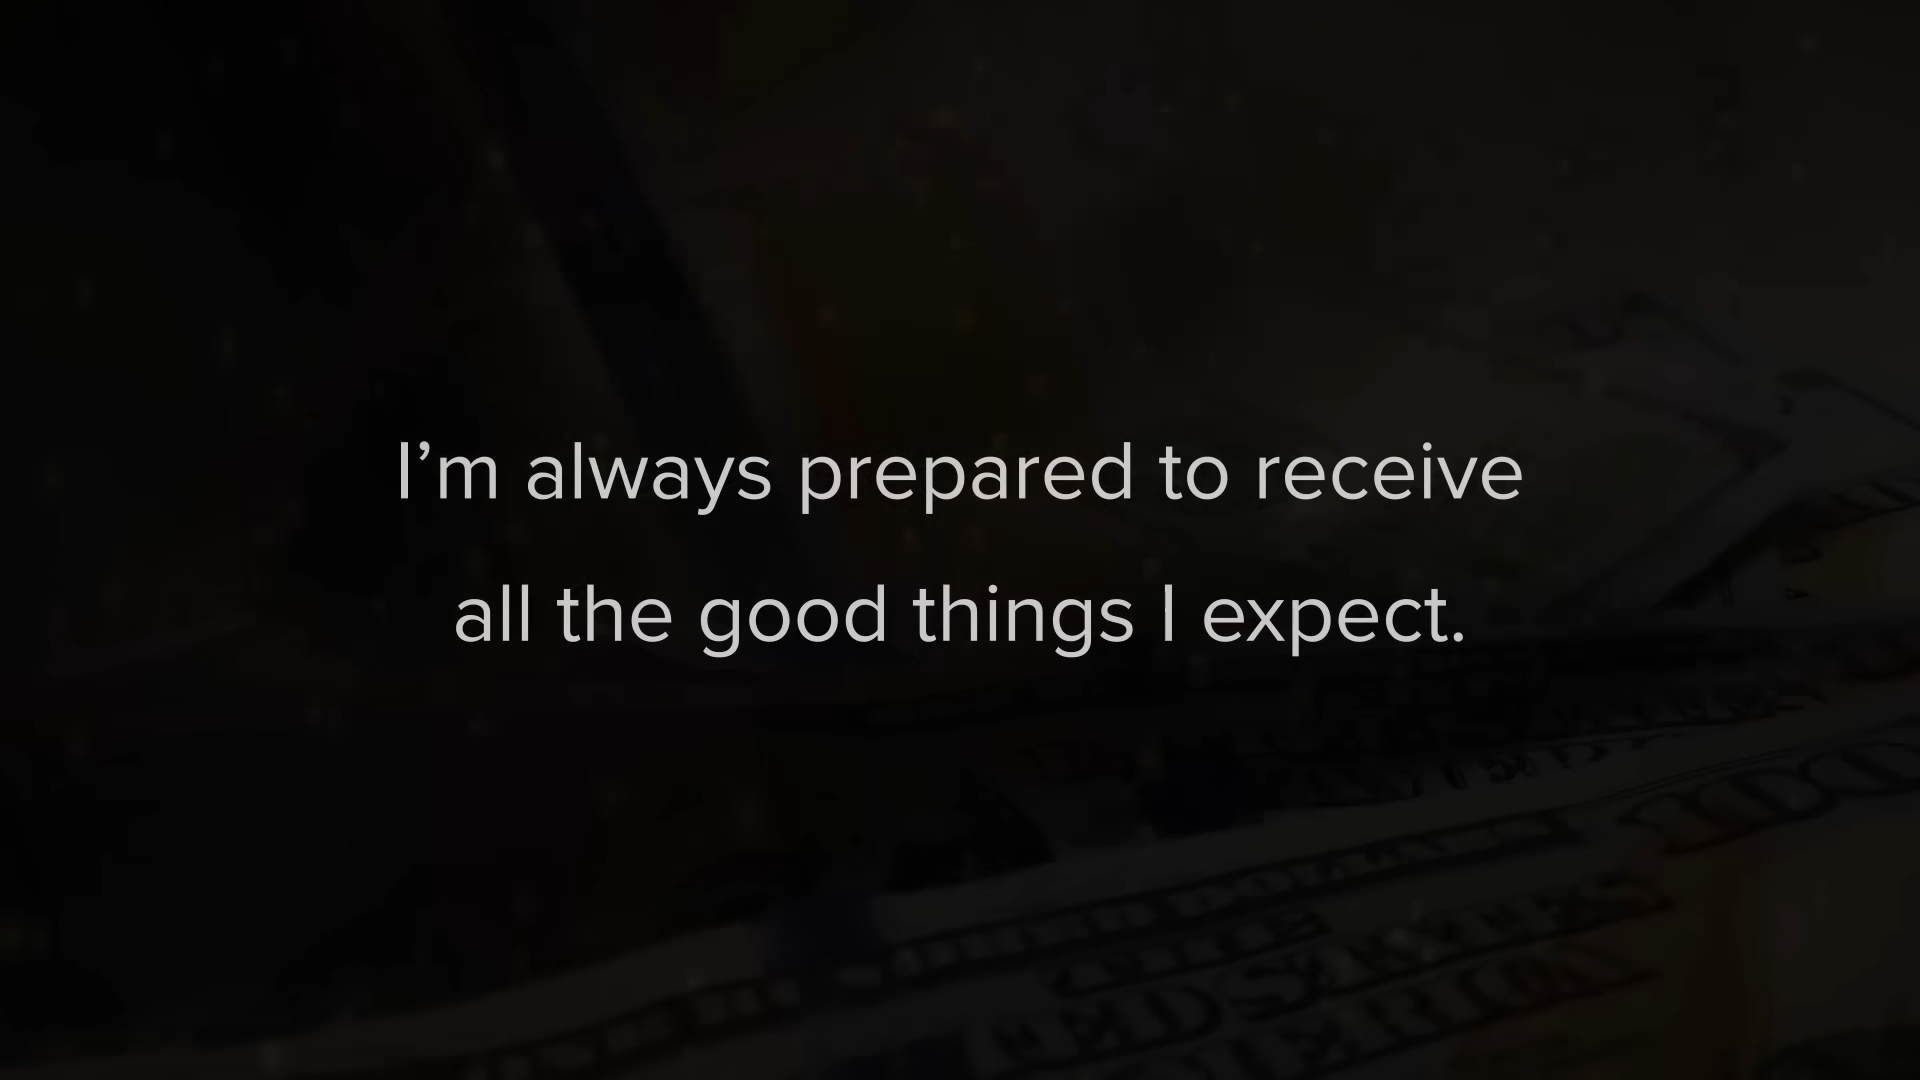 I’m always prepared to receive
all the good things I expect.